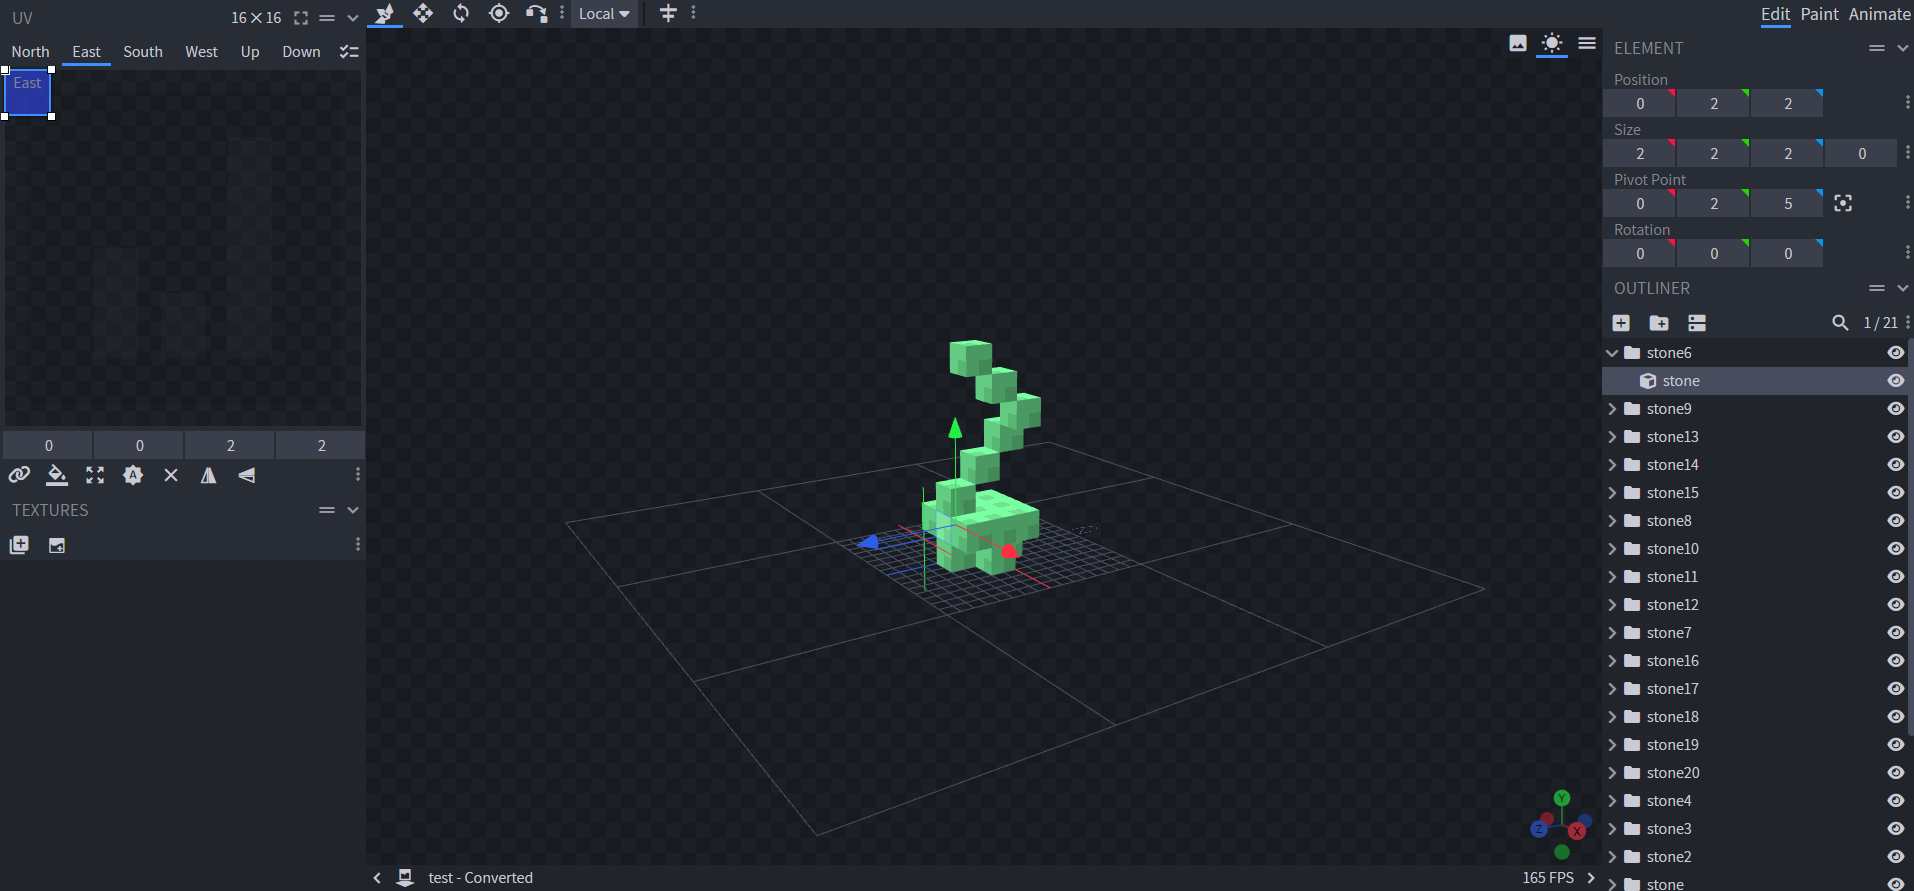 UV 16×16 Local Edit Paint Animate
North East South West Up Down
East
ELEMENT
Position
0 2 2
Size
2 2 2 0
Pivot Point
0 2 5
Rotation
0 0 0
OUTLINER
1 / 21
stone6
stone
stone9
stone13
stone14
stone15
stone8
stone10
stone11
stone12
stone7
stone16
stone17
stone18
stone19
stone20
stone4
stone3
stone2
stone
0 0 2 2
A
TEXTURES
Y
Z X
test - Converted 165 FPS